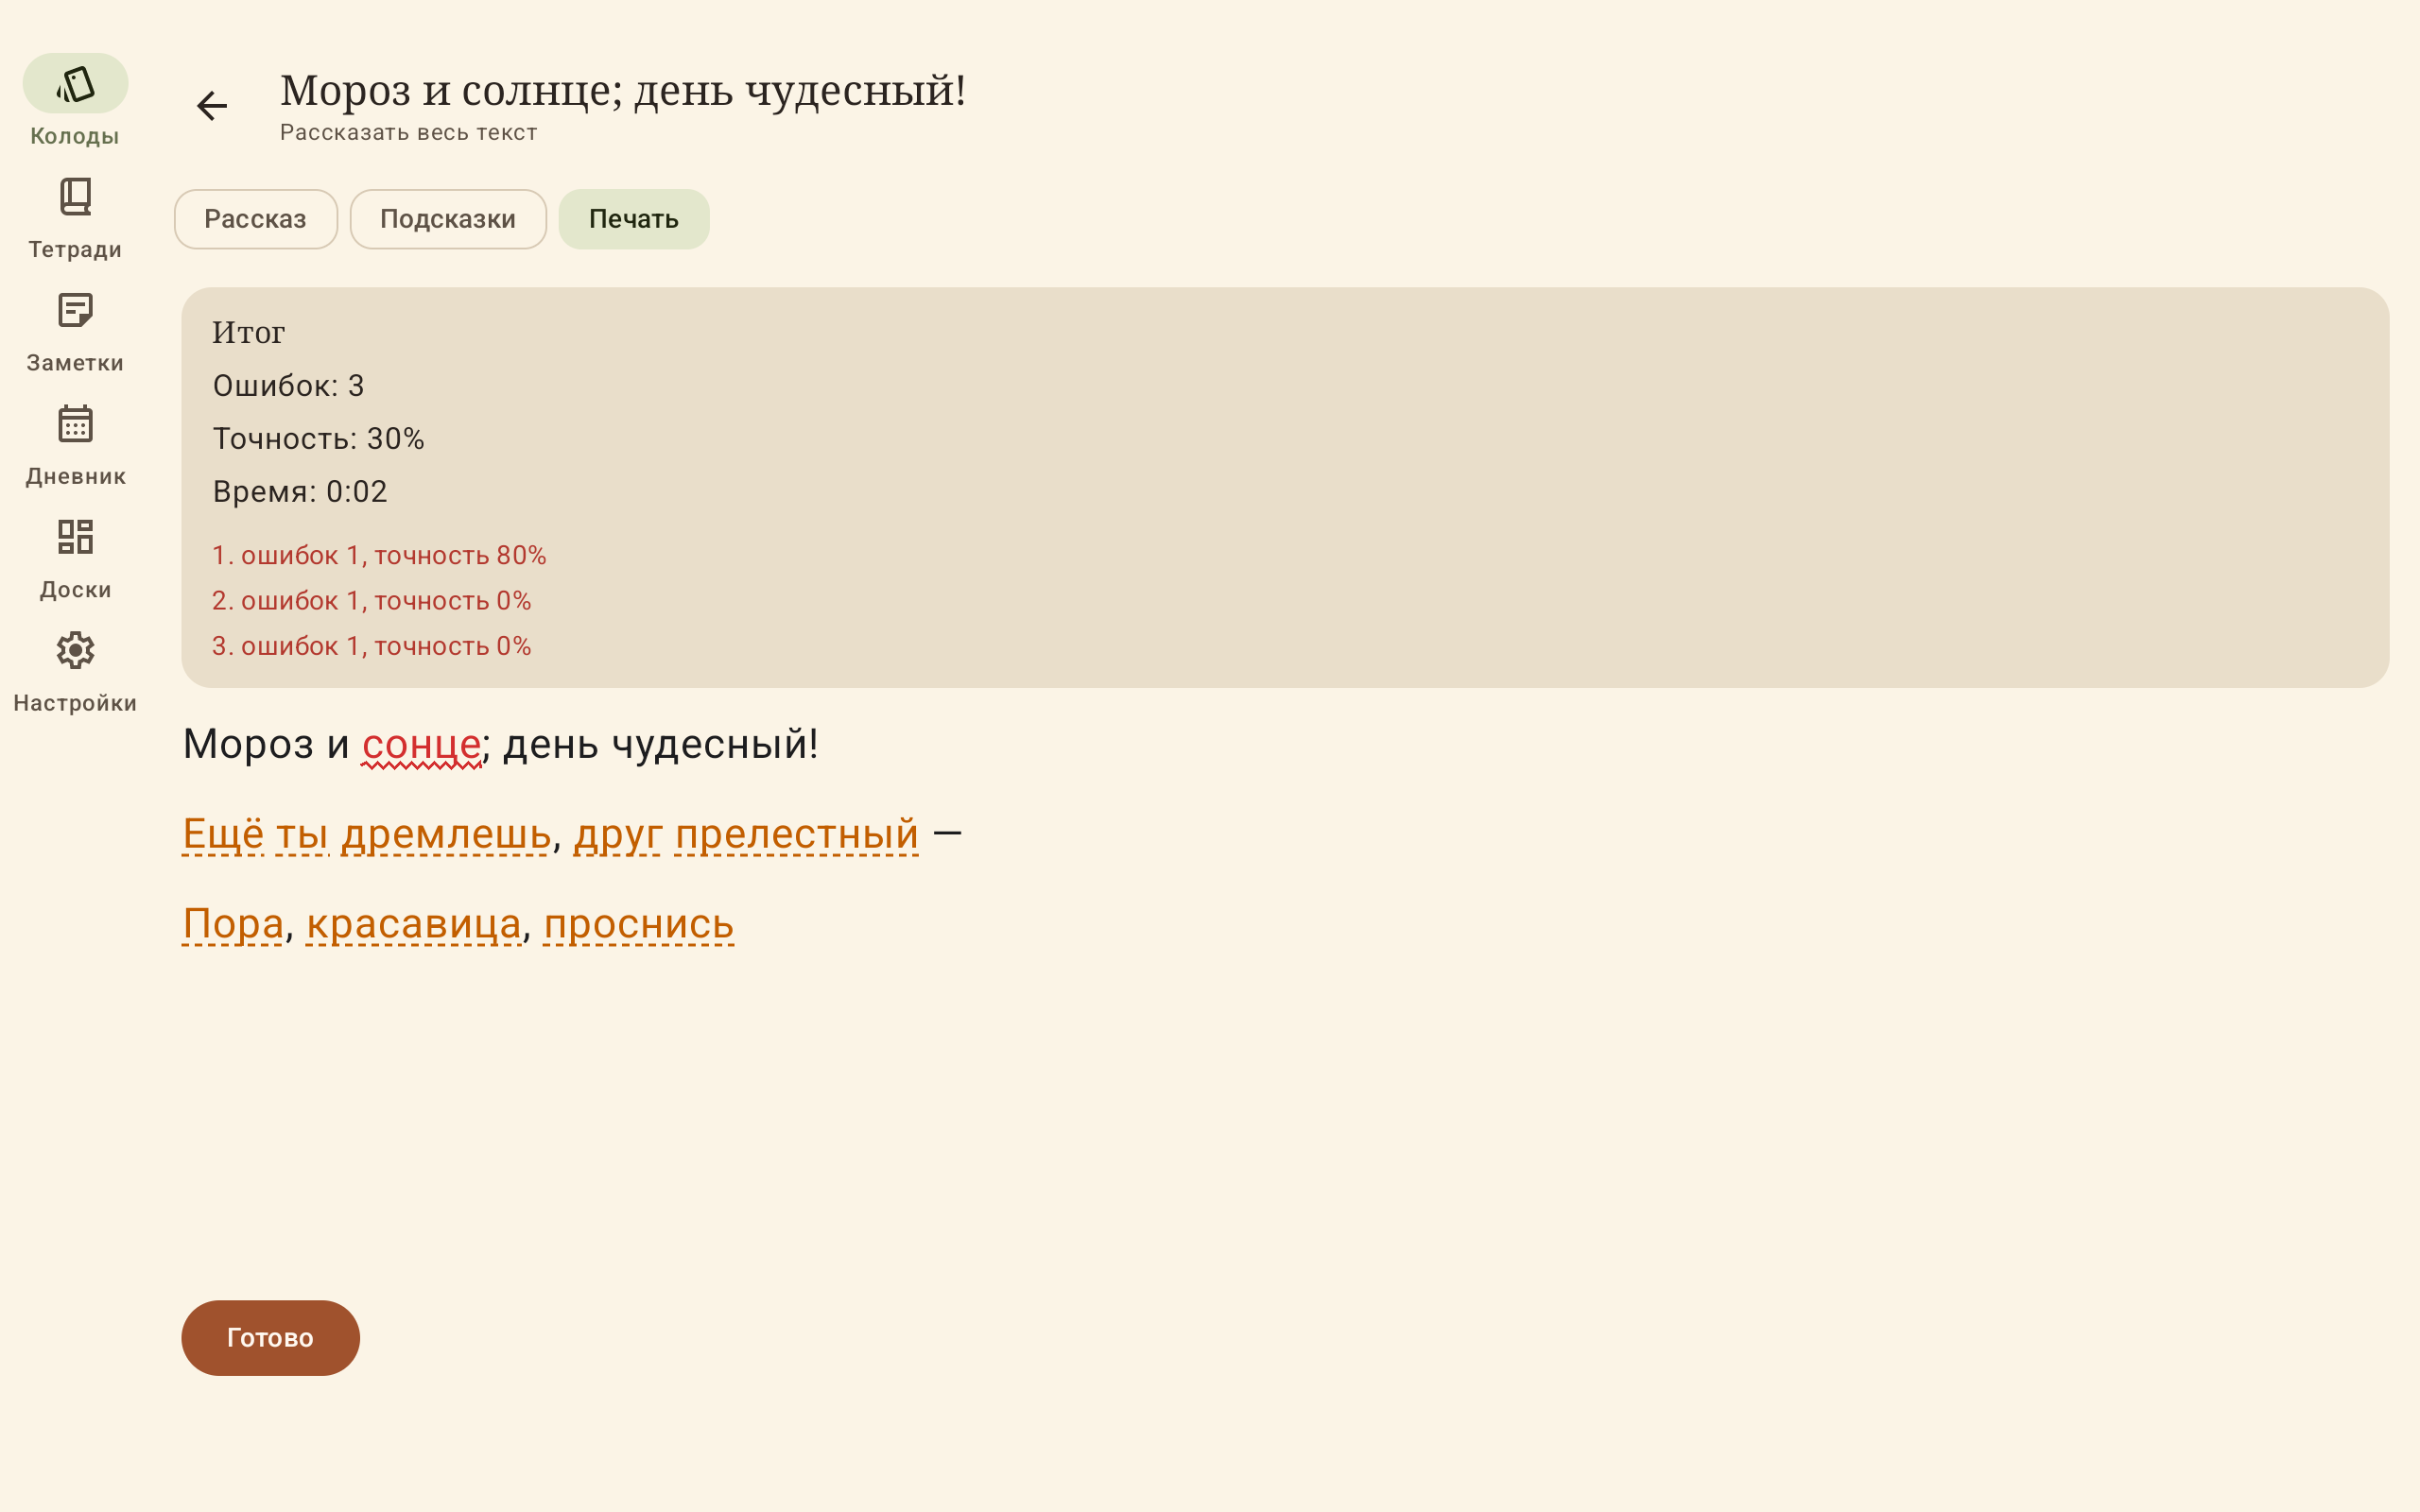 Колоды
Тетради
Заметки
Дневник
Доски
Настройки
Мороз и солнце; день чудесный!
Рассказать весь текст
Рассказ
Подсказки
Печать
Итог
Ошибок: 3
Точность: 30%
Время: 0:02
1. ошибок 1, точность 80%
2. ошибок 1, точность 0%
3. ошибок 1, точность 0%
Мороз и сонце; день чудесный!
Ещё ты дремлешь, друг прелестный —
Пора, красавица, проснись
Готово